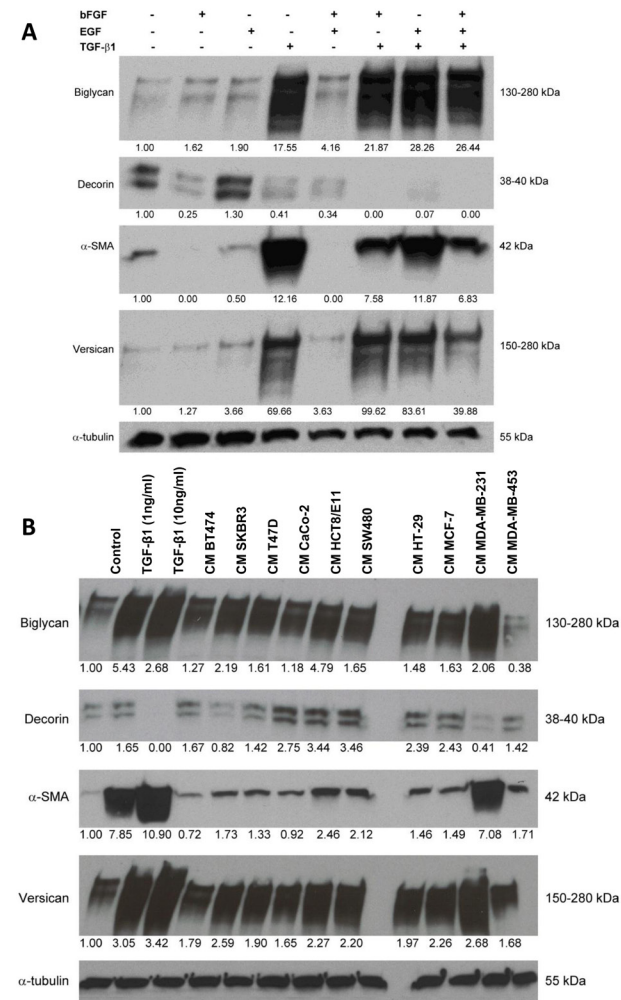 A
bFGF - + - - + + - +
EGF - - + - + - + +
TGF-β1 - - - + - + + +
Biglycan 130-280 kDa
1.00 1.62 1.90 17.55 4.16 21.87 28.26 26.44
Decorin 38-40 kDa
1.00 0.25 1.30 0.41 0.34 0.00 0.07 0.00
α-SMA 42 kDa
1.00 0.00 0.50 12.16 0.00 7.58 11.87 6.83
Versican 150-280 kDa
1.00 1.27 3.66 69.66 3.63 99.62 83.61 39.88
α-tubulin 55 kDa
B
Control
TGF-β1 (1ng/ml)
TGF-β1 (10ng/ml)
CM BT474
CM SKBR3
CM T47D
CM CaCo-2
CM HCT8/E11
CM SW480
CM HT-29
CM MCF-7
CM MDA-MB-231
CM MDA-MB-453
Biglycan 130-280 kDa
1.00 5.43 2.68 1.27 2.19 1.61 1.18 4.79 1.65 1.48 1.63 2.06 0.38
Decorin 38-40 kDa
1.00 1.65 0.00 1.67 0.82 1.42 2.75 3.44 3.46 2.39 2.43 0.41 1.42
α-SMA 42 kDa
1.00 7.85 10.90 0.72 1.73 1.33 0.92 2.46 2.12 1.46 1.49 7.08 1.71
Versican 150-280 kDa
1.00 3.05 3.42 1.79 2.59 1.90 1.65 2.27 2.20 1.97 2.26 2.68 1.68
α-tubulin 55 kDa